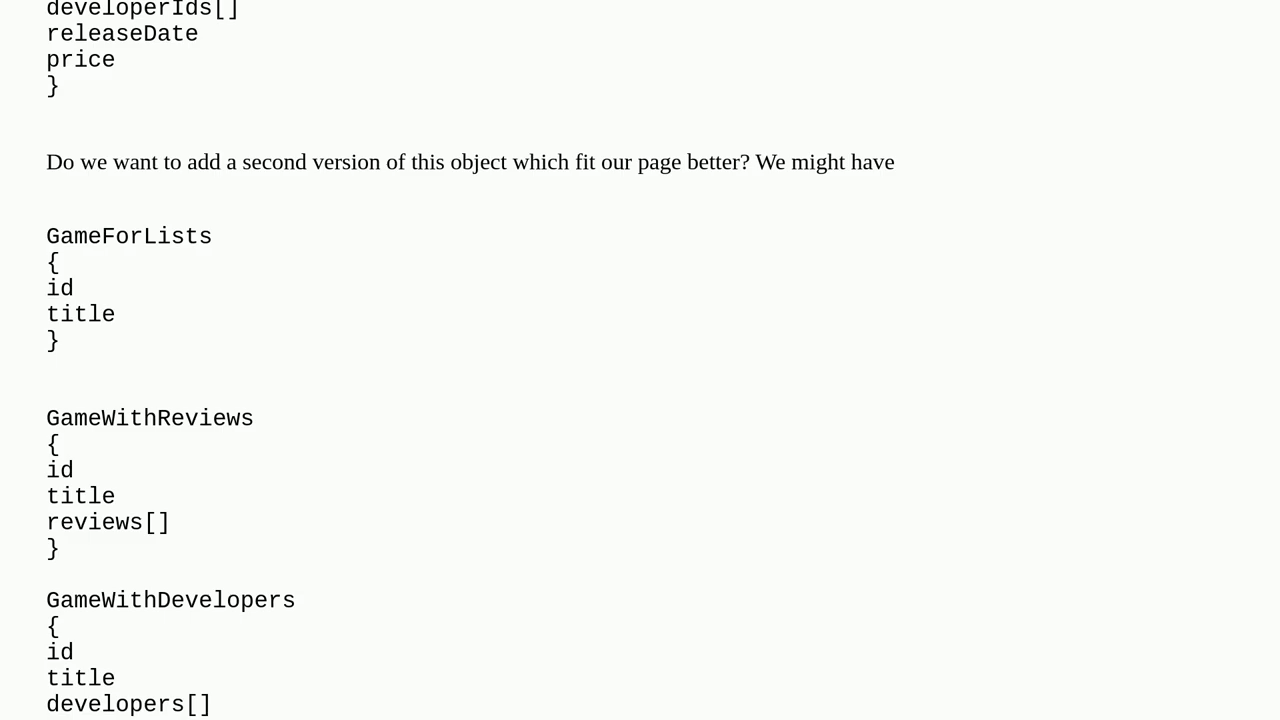 developerIds[]
releaseDate
price
}
Do we want to add a second version of this object which fit our page better? We might have
GameForLists
{
id
title
}
GameWithReviews
{
id
title
reviews[]
}
GameWithDevelopers
{
id
title
developers[]